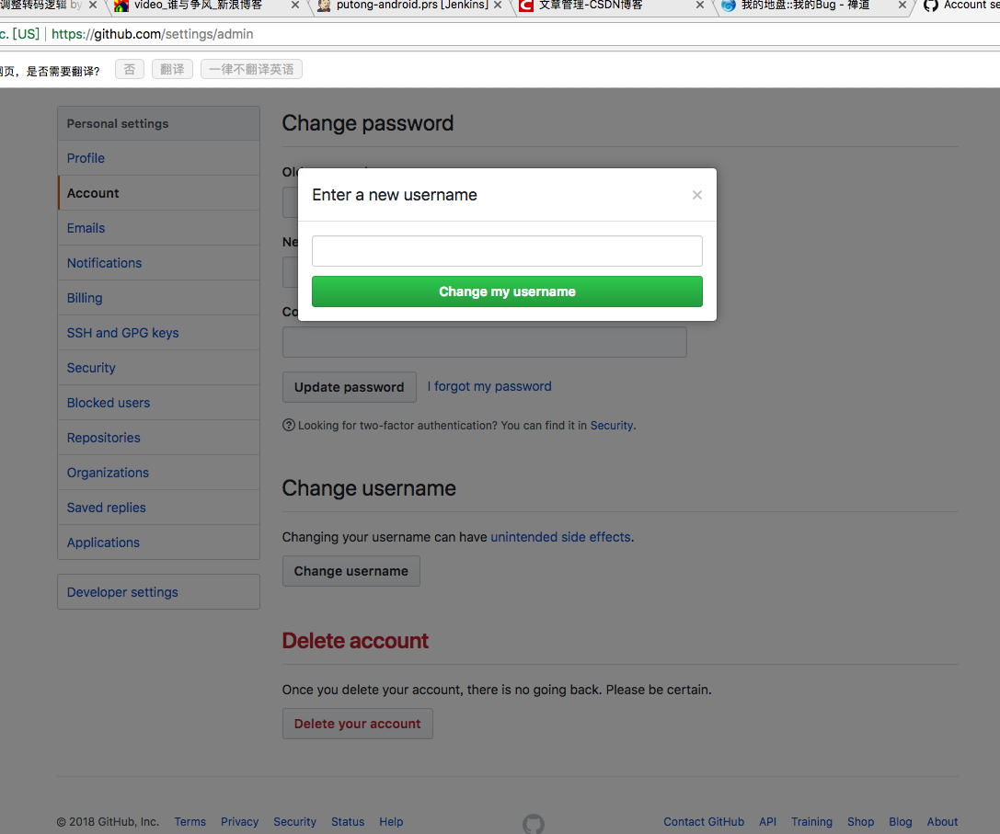 调整转码逻辑 by
video_谁与争风_新浪博客
putong-android.prs [Jenkins]
文章管理-CSDN博客
我的地盘::我的Bug - 禅道
Account se
c. [US] | https://github.com/settings/admin
网页，是否需要翻译? 否 翻译 一律不翻译英语
Personal settings
Profile
Account
Emails
Notifications
Billing
SSH and GPG keys
Security
Blocked users
Repositories
Organizations
Saved replies
Applications
Developer settings
Change password
Enter a new username
Change my username
Update password I forgot my password
Looking for two-factor authentication? You can find it in Security.
Change username
Changing your username can have unintended side effects.
Change username
Delete account
Once you delete your account, there is no going back. Please be certain.
Delete your account
© 2018 GitHub, Inc. Terms Privacy Security Status Help
Contact GitHub API Training Shop Blog About